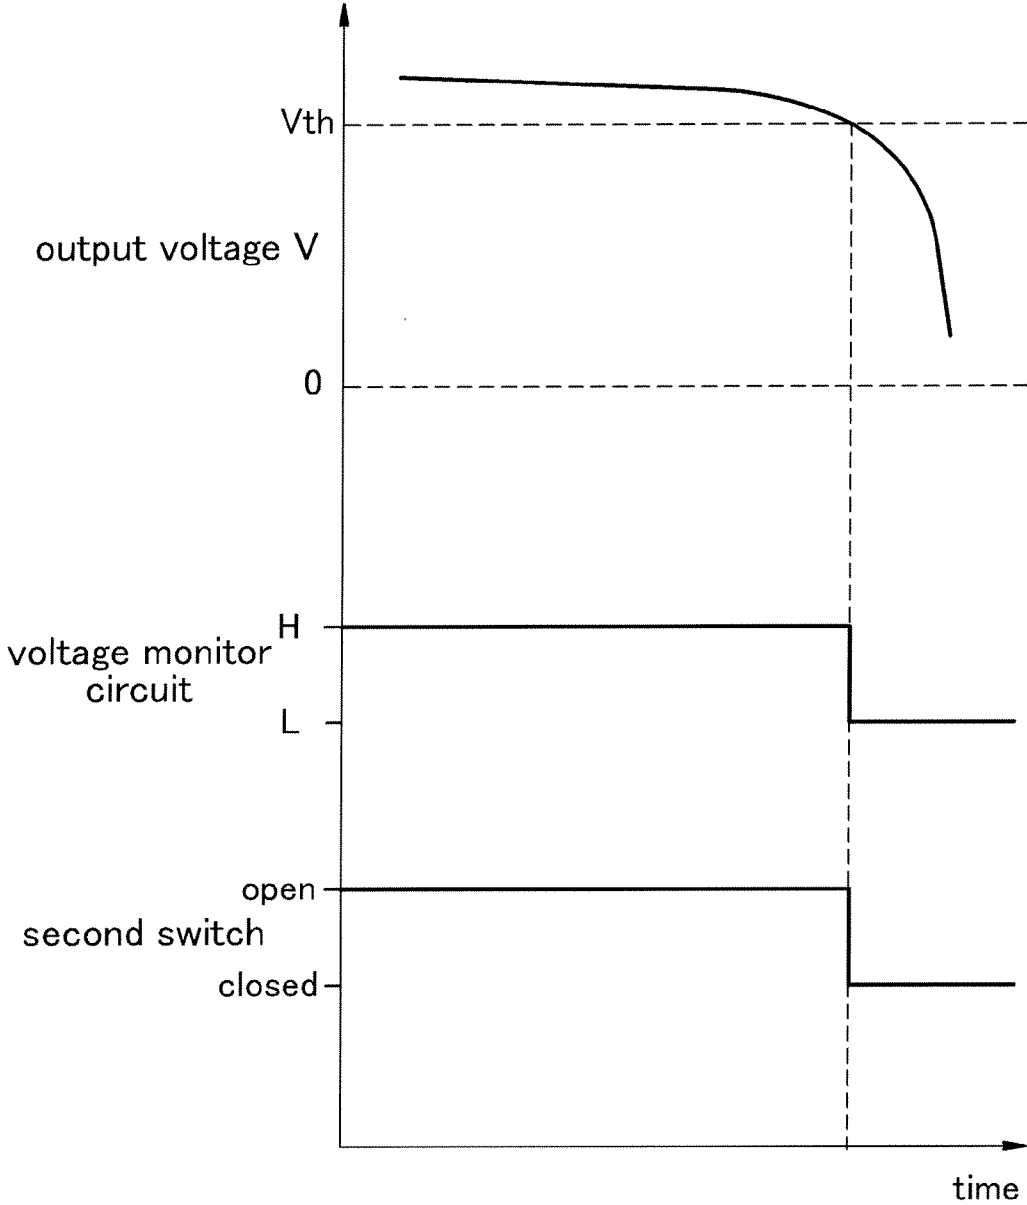 Vth
output voltage V
0
H
voltage monitor
circuit
L
open
second switch
closed
time